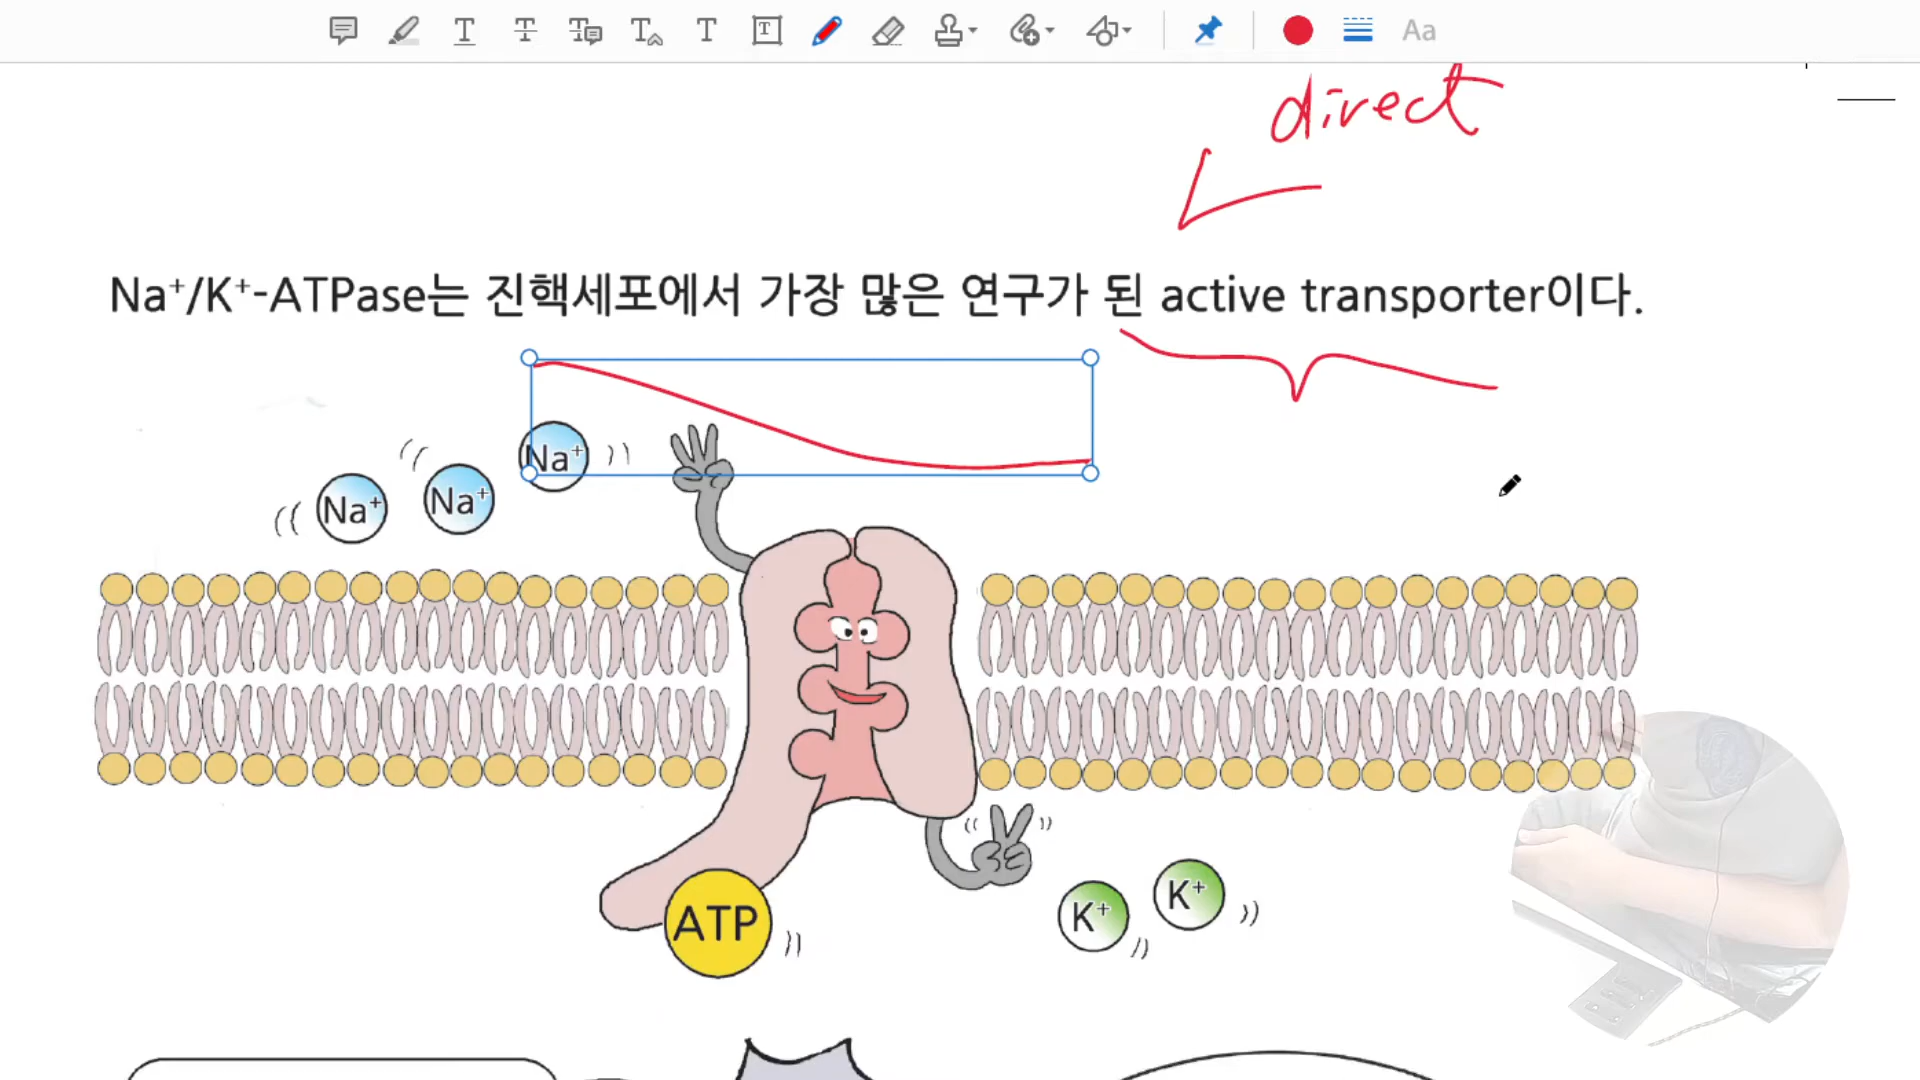 Aa
direct
Na⁺/K⁺-ATPase는 진핵세포에서 가장 많은 연구가 된 active transporter이다.
Na⁺
Na⁺
Na⁺
ATP
K⁺
K⁺